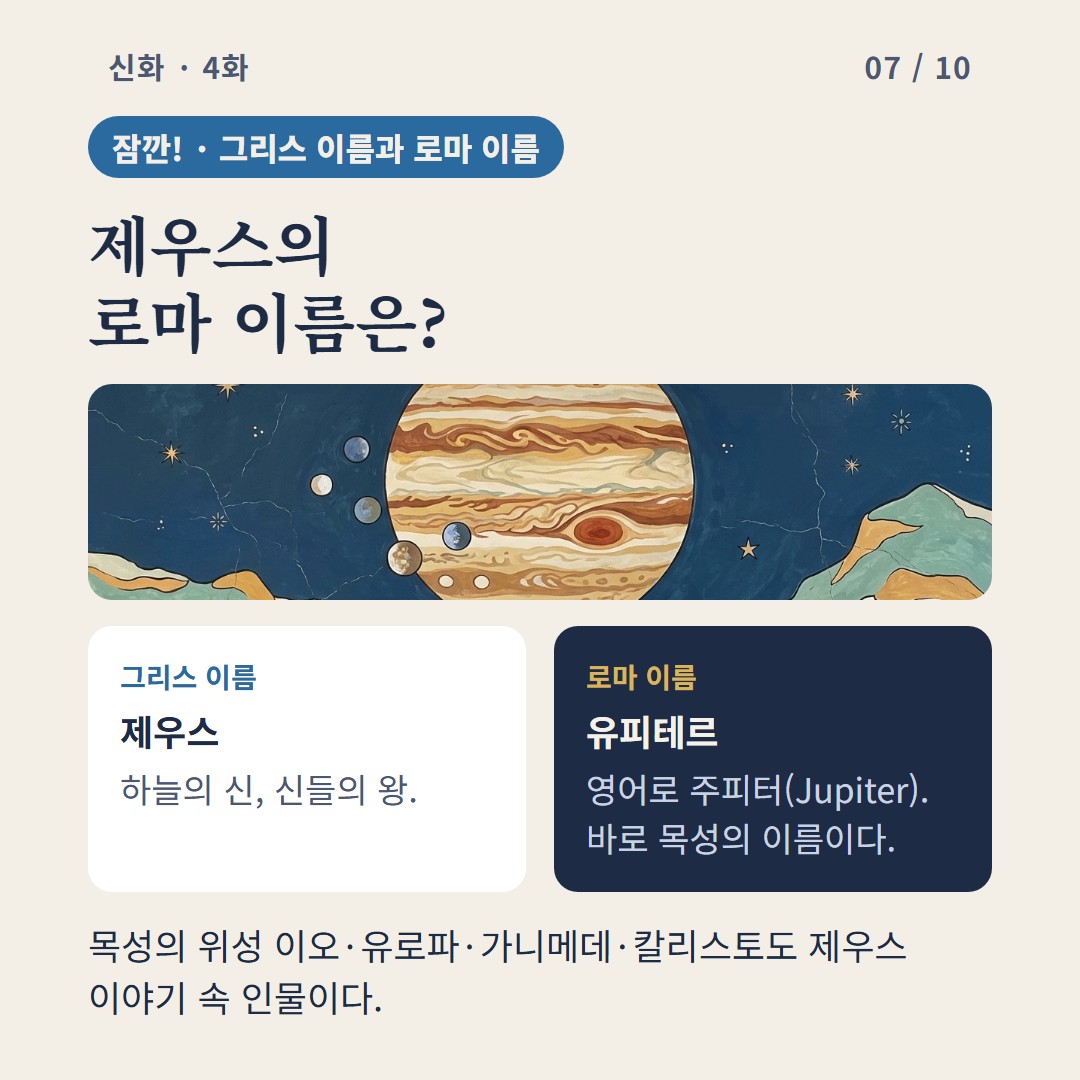 신화 · 4화
07 / 10
잠깐! · 그리스 이름과 로마 이름
제우스의
로마 이름은?
그리스 이름
제우스
하늘의 신, 신들의 왕.
로마 이름
유피테르
영어로 주피터(Jupiter).
바로 목성의 이름이다.
목성의 위성 이오·유로파·가니메데·칼리스토도 제우스
이야기 속 인물이다.